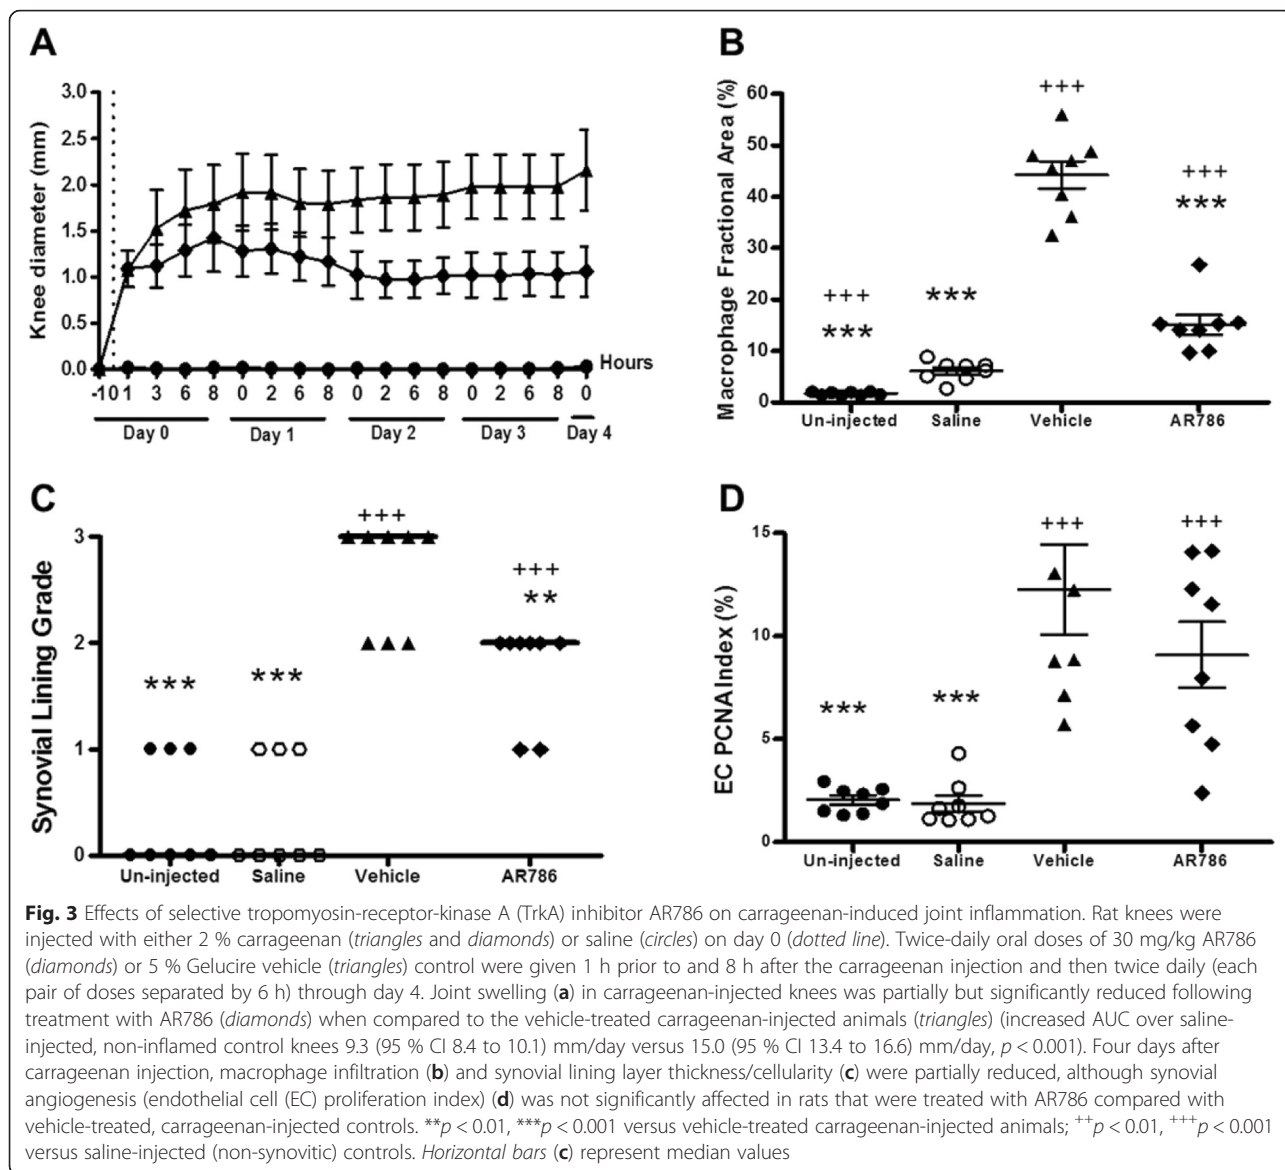 A
Knee diameter (mm)
3.0
2.5
2.0
1.5
1.0
0.5
0.0
-10 1 3 6 8 0 2 6 8 0 2 6 8 0 2 6 8 0
Hours
Day 0 Day 1 Day 2 Day 3 Day 4
B
Macrophage Fractional Area (%)
60
50
40
30
20
10
0
+++
***
***
+++
+++
***
Un-injected Saline Vehicle AR786
C
Synovial Lining Grade
3
2
1
0
***
***
+++
+++
**
Un-injected Saline Vehicle AR786
D
EC PCNA Index (%)
15
10
5
0
***
***
+++
+++
Un-injected Saline Vehicle AR786
Fig. 3 Effects of selective tropomyosin-receptor-kinase A (TrkA) inhibitor AR786 on carrageenan-induced joint inflammation. Rat knees were
injected with either 2 % carrageenan (triangles and diamonds) or saline (circles) on day 0 (dotted line). Twice-daily oral doses of 30 mg/kg AR786
(diamonds) or 5 % Gelucire vehicle (triangles) control were given 1 h prior to and 8 h after the carrageenan injection and then twice daily (each
pair of doses separated by 6 h) through day 4. Joint swelling (a) in carrageenan-injected knees was partially but significantly reduced following
treatment with AR786 (diamonds) when compared to the vehicle-treated carrageenan-injected animals (triangles) (increased AUC over saline-
injected, non-inflamed control knees 9.3 (95 % CI 8.4 to 10.1) mm/day versus 15.0 (95 % CI 13.4 to 16.6) mm/day, p < 0.001). Four days after
carrageenan injection, macrophage infiltration (b) and synovial lining layer thickness/cellularity (c) were partially reduced, although synovial
angiogenesis (endothelial cell (EC) proliferation index) (d) was not significantly affected in rats that were treated with AR786 compared with
vehicle-treated, carrageenan-injected controls. **p < 0.01, ***p < 0.001 versus vehicle-treated carrageenan-injected animals; ++p < 0.01, +++p < 0.001
versus saline-injected (non-synovitic) controls. Horizontal bars (c) represent median values